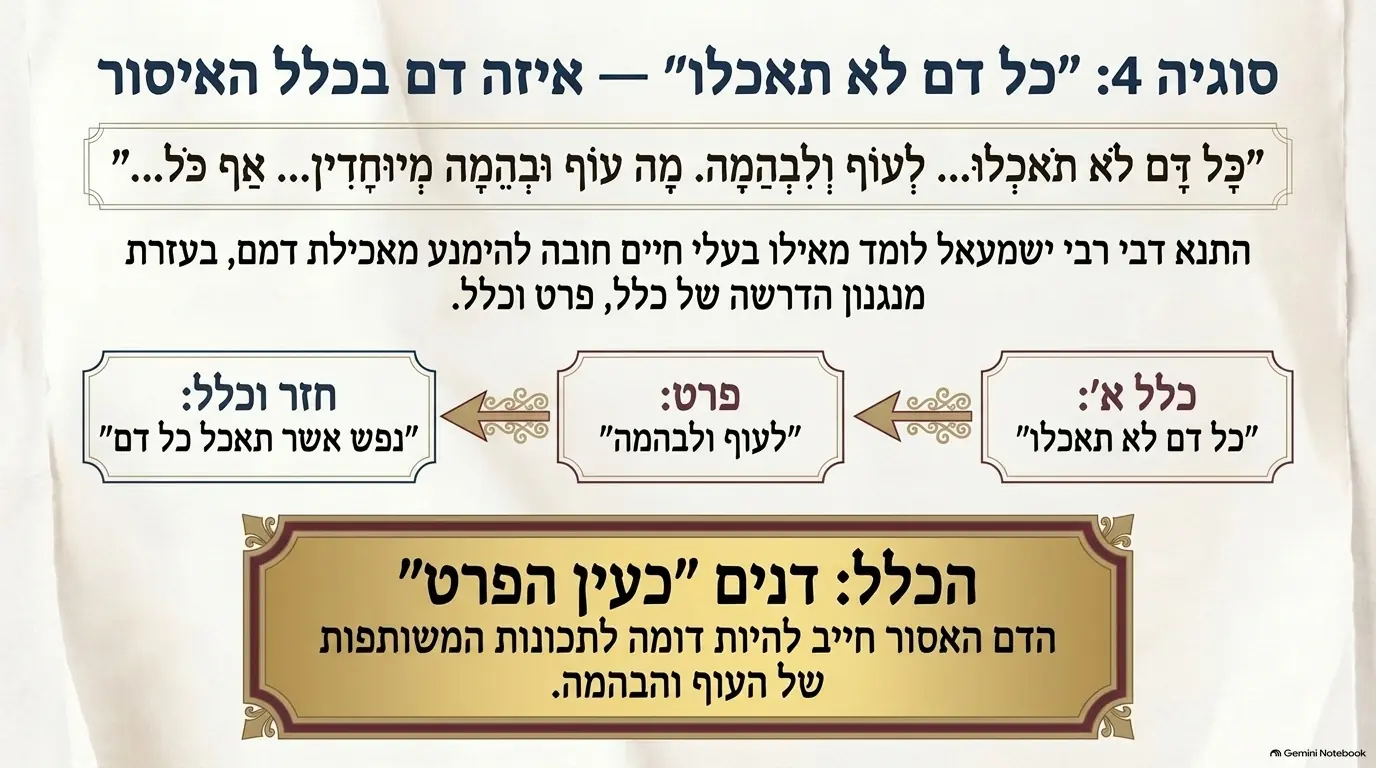 סוגיה 4: "כל דם לא תאכלו" — איזה דם בכלל האיסור
"כָּל דָּם לֹא תֹאכְלוּ... לְעוֹף וְלִבְהַמָה. מָה עוֹף וּבְהֵמָה מְיוּחָדִין... אַף כֹּל..."
התנא דבי רבי ישמעאל לומד מאילו בעלי חיים חובה להימנע מאכילת דמם, בעזרת
מנגנון הדרשה של כלל, פרט וכלל.
כלל א':
"כל דם לא תאכלו"
פרט:
"לעוף ולבהמה"
חזר וכלל:
"נפש אשר תאכל כל דם"
הכלל: דנים "כעין הפרט"
הדם האסור חייב להיות דומה לתכונות המשותפות
של העוף והבהמה.
Gemini Notebook